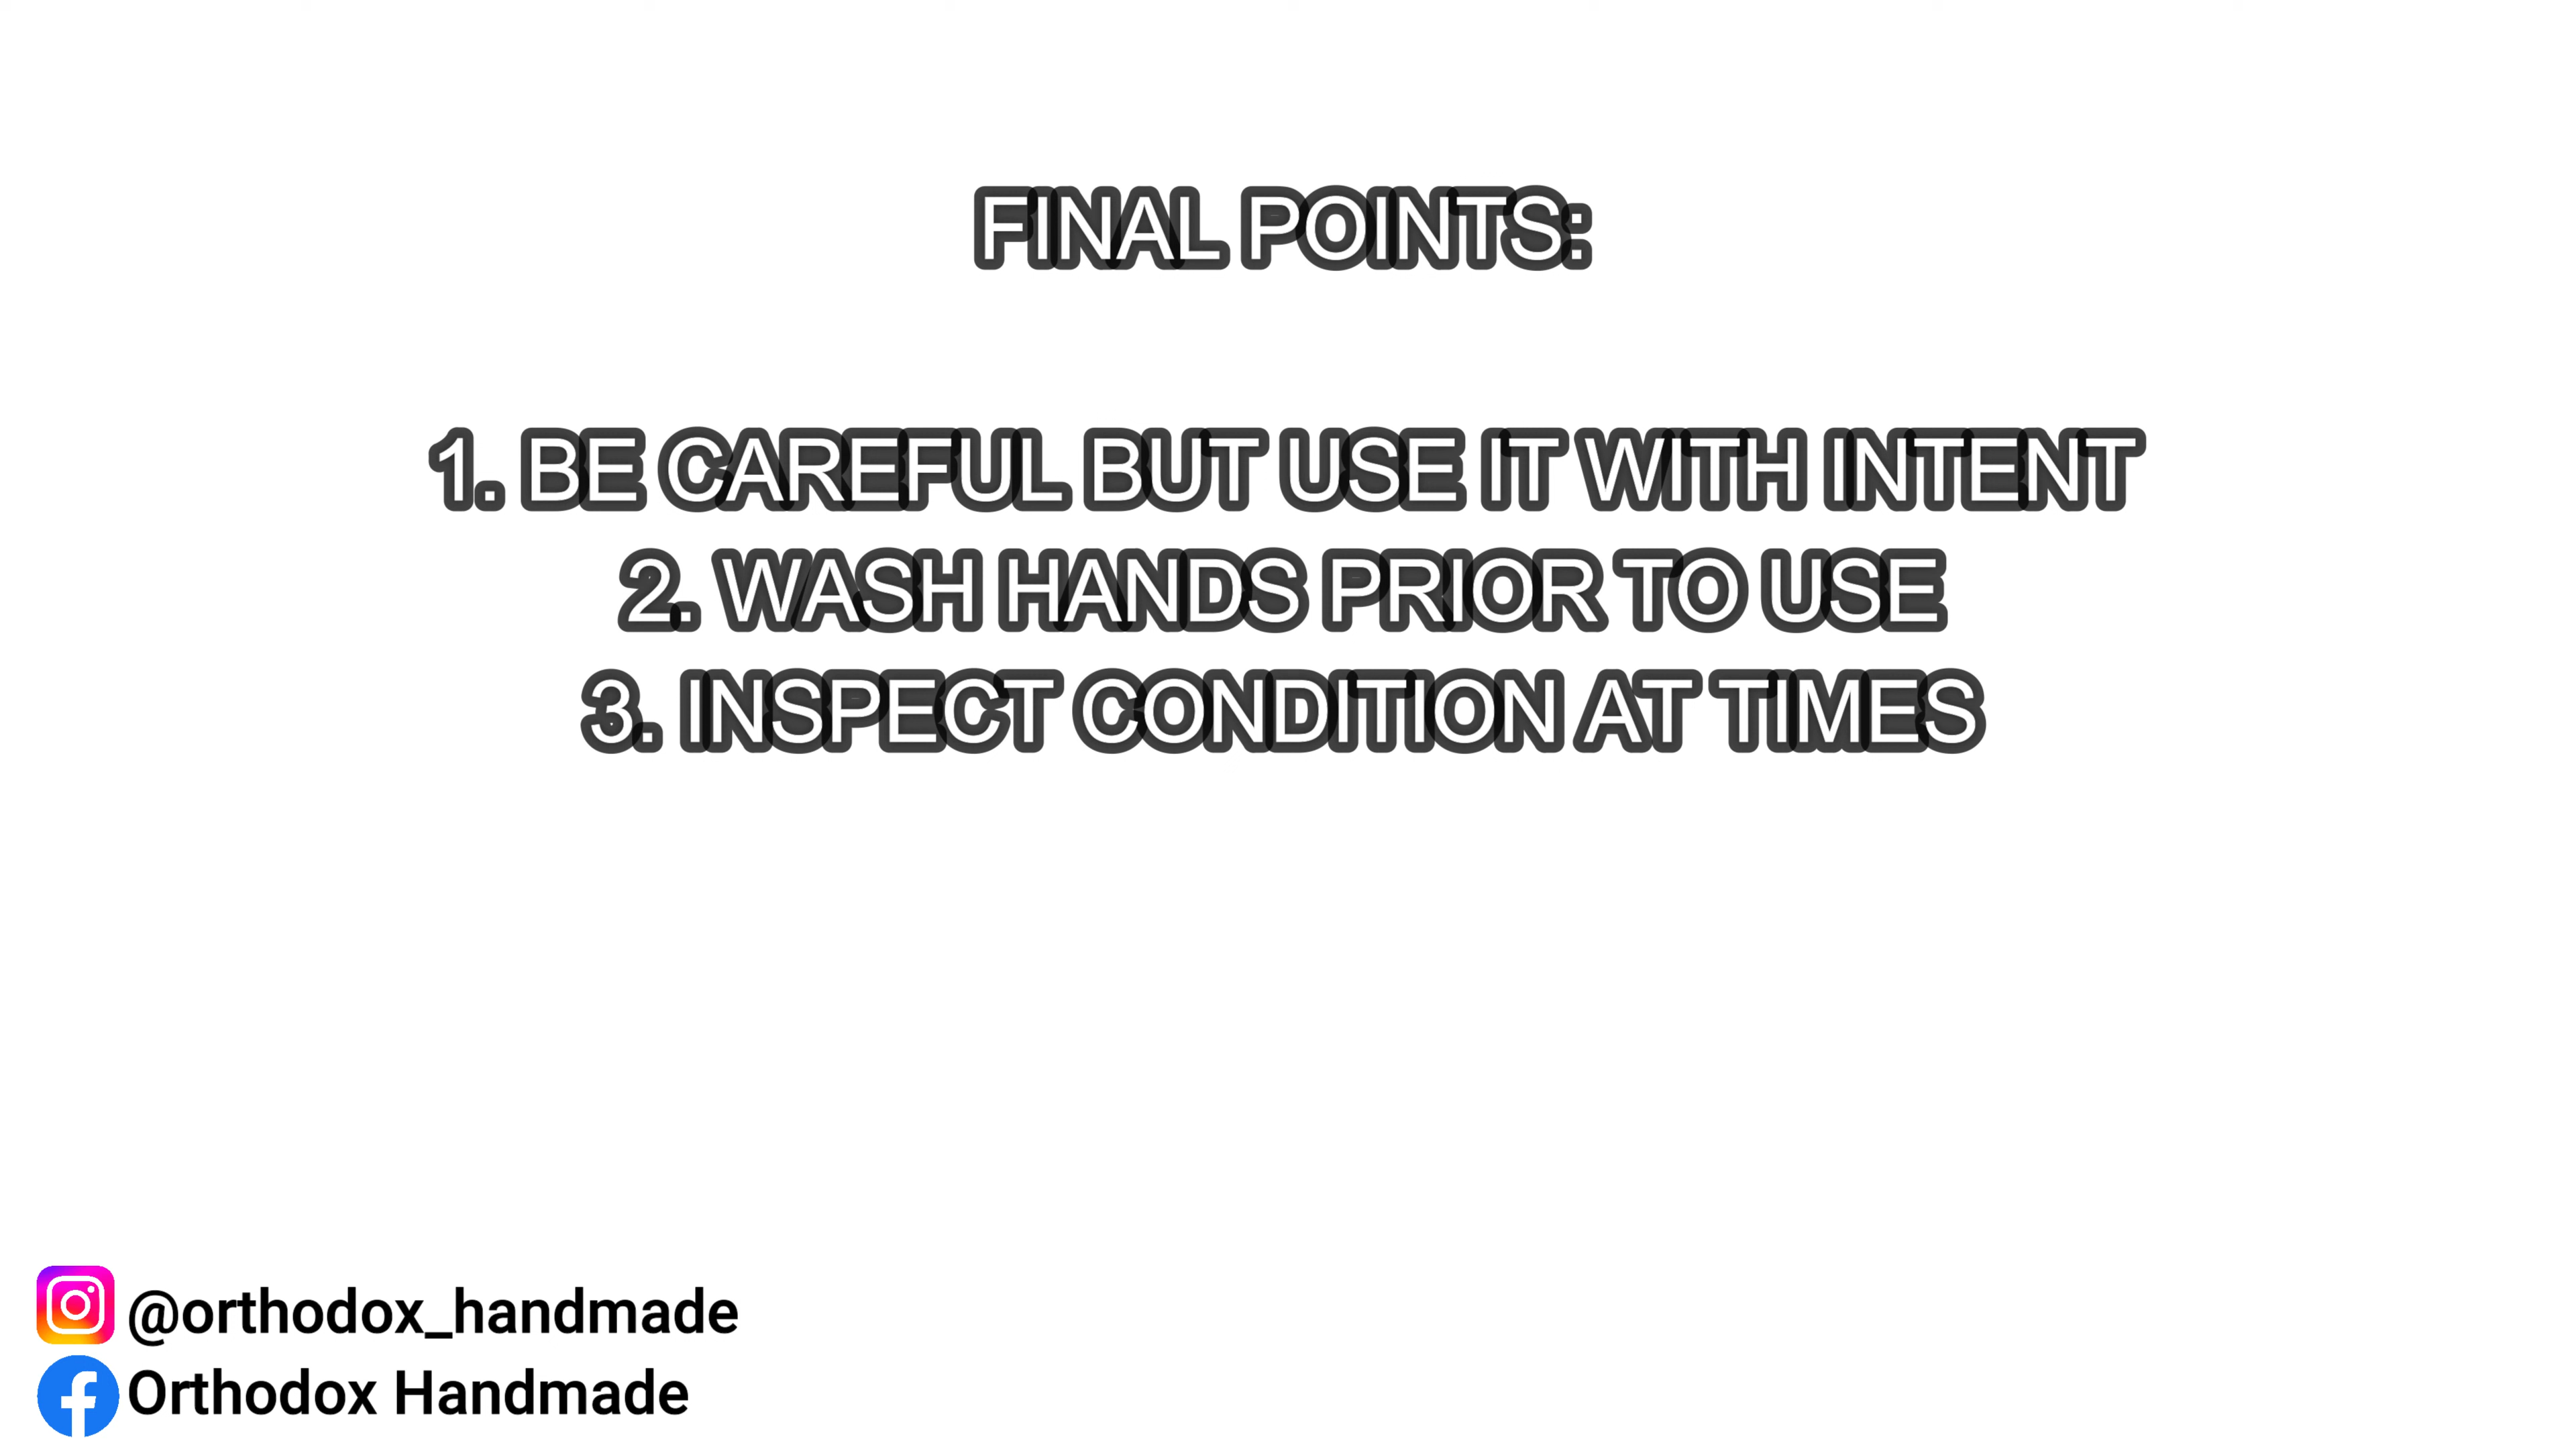 FINAL POINTS:
1. BE CAREFUL BUT USE IT WITH INTENT
2. WASH HANDS PRIOR TO USE
3. INSPECT CONDITION AT TIMES
@orthodox_handmade
Orthodox Handmade